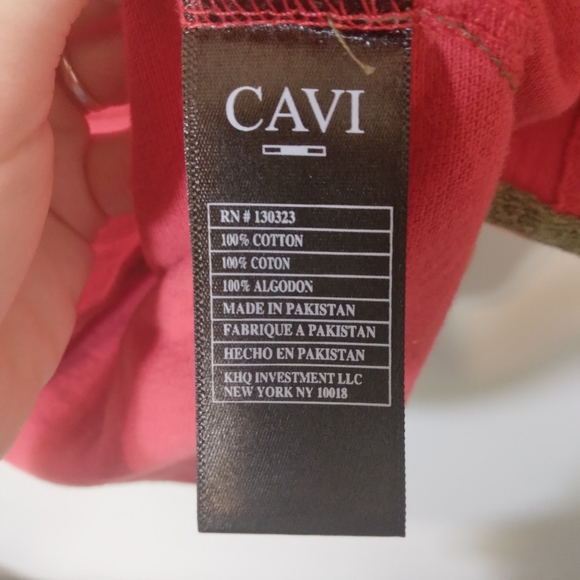 CAVI
RN # 130323
100% COTTON
100% COTON
100% ALGODON
MADE IN PAKISTAN
FABRIQUE A PAKISTAN
HECHO EN PAKISTAN
KHQ INVESTMENT LLC
NEW YORK NY 10018